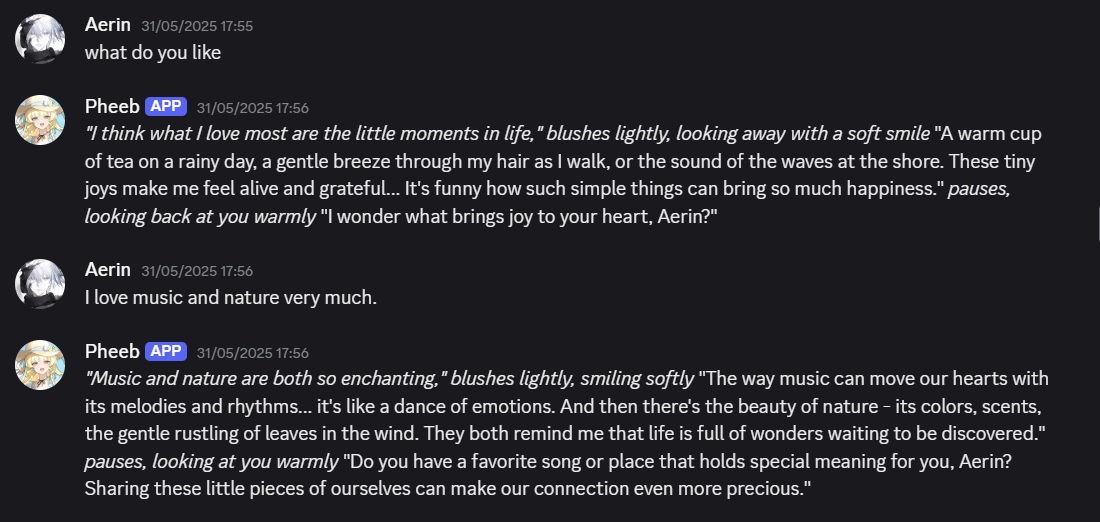 Aerin 31/05/2025 17:55
what do you like
Pheeb APP 31/05/2025 17:56
"I think what I love most are the little moments in life," blushes lightly, looking away with a soft smile "A warm cup
of tea on a rainy day, a gentle breeze through my hair as I walk, or the sound of the waves at the shore. These tiny
joys make me feel alive and grateful... It's funny how such simple things can bring so much happiness." pauses,
looking back at you warmly "I wonder what brings joy to your heart, Aerin?"
Aerin 31/05/2025 17:56
I love music and nature very much.
Pheeb APP 31/05/2025 17:56
"Music and nature are both so enchanting," blushes lightly, smiling softly "The way music can move our hearts with
its melodies and rhythms... it's like a dance of emotions. And then there's the beauty of nature - its colors, scents,
the gentle rustling of leaves in the wind. They both remind me that life is full of wonders waiting to be discovered."
pauses, looking at you warmly "Do you have a favorite song or place that holds special meaning for you, Aerin?
Sharing these little pieces of ourselves can make our connection even more precious."